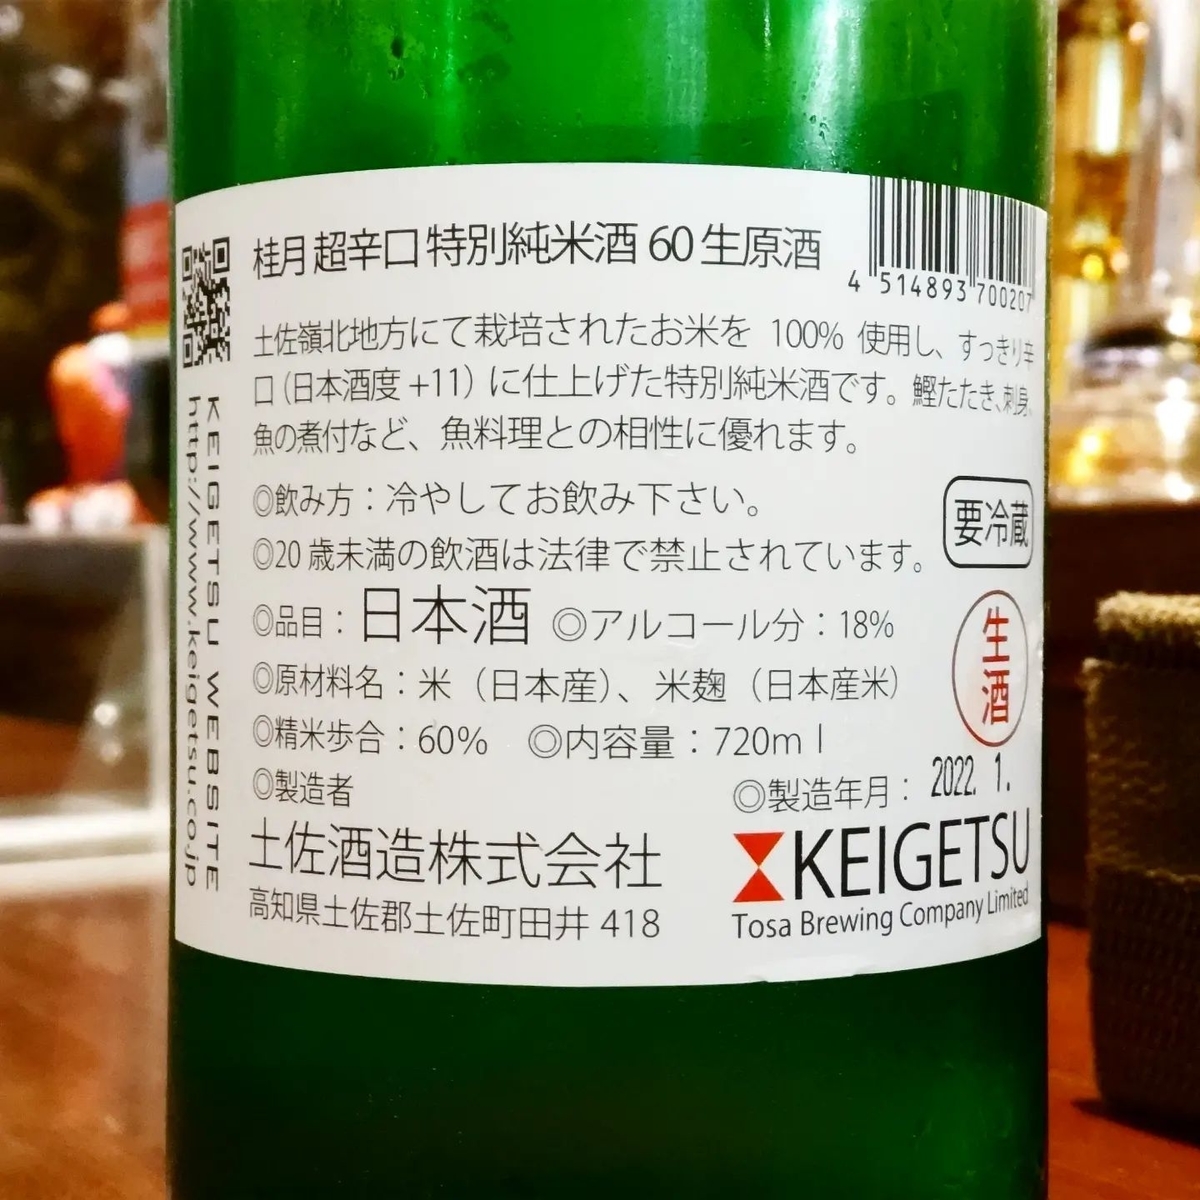 桂月 超辛口 特別純米酒 60 生原酒
4 514893 700207
土佐嶺北地方にて栽培されたお米を 100% 使用し、すっきり辛
口（日本酒度 +11）に仕上げた特別純米酒です。鰹たたき、刺身、
魚の煮付など、魚料理との相性に優れます。
◎飲み方：冷やしてお飲み下さい。
要冷蔵
◎20 歳未満の飲酒は法律で禁止されています。
◎品目：日本酒 ◎アルコール分：18%
生酒
◎原材料名：米（日本産）、米麹（日本産米）
◎精米歩合：60% ◎内容量：720mｌ
◎製造者
◎製造年月：2022. 1.
土佐酒造株式会社
高知県土佐郡土佐町田井 418
KEIGETSU
Tosa Brewing Company Limited
KEIGETSU WEBSITE
http://www.keigetsu.co.jp